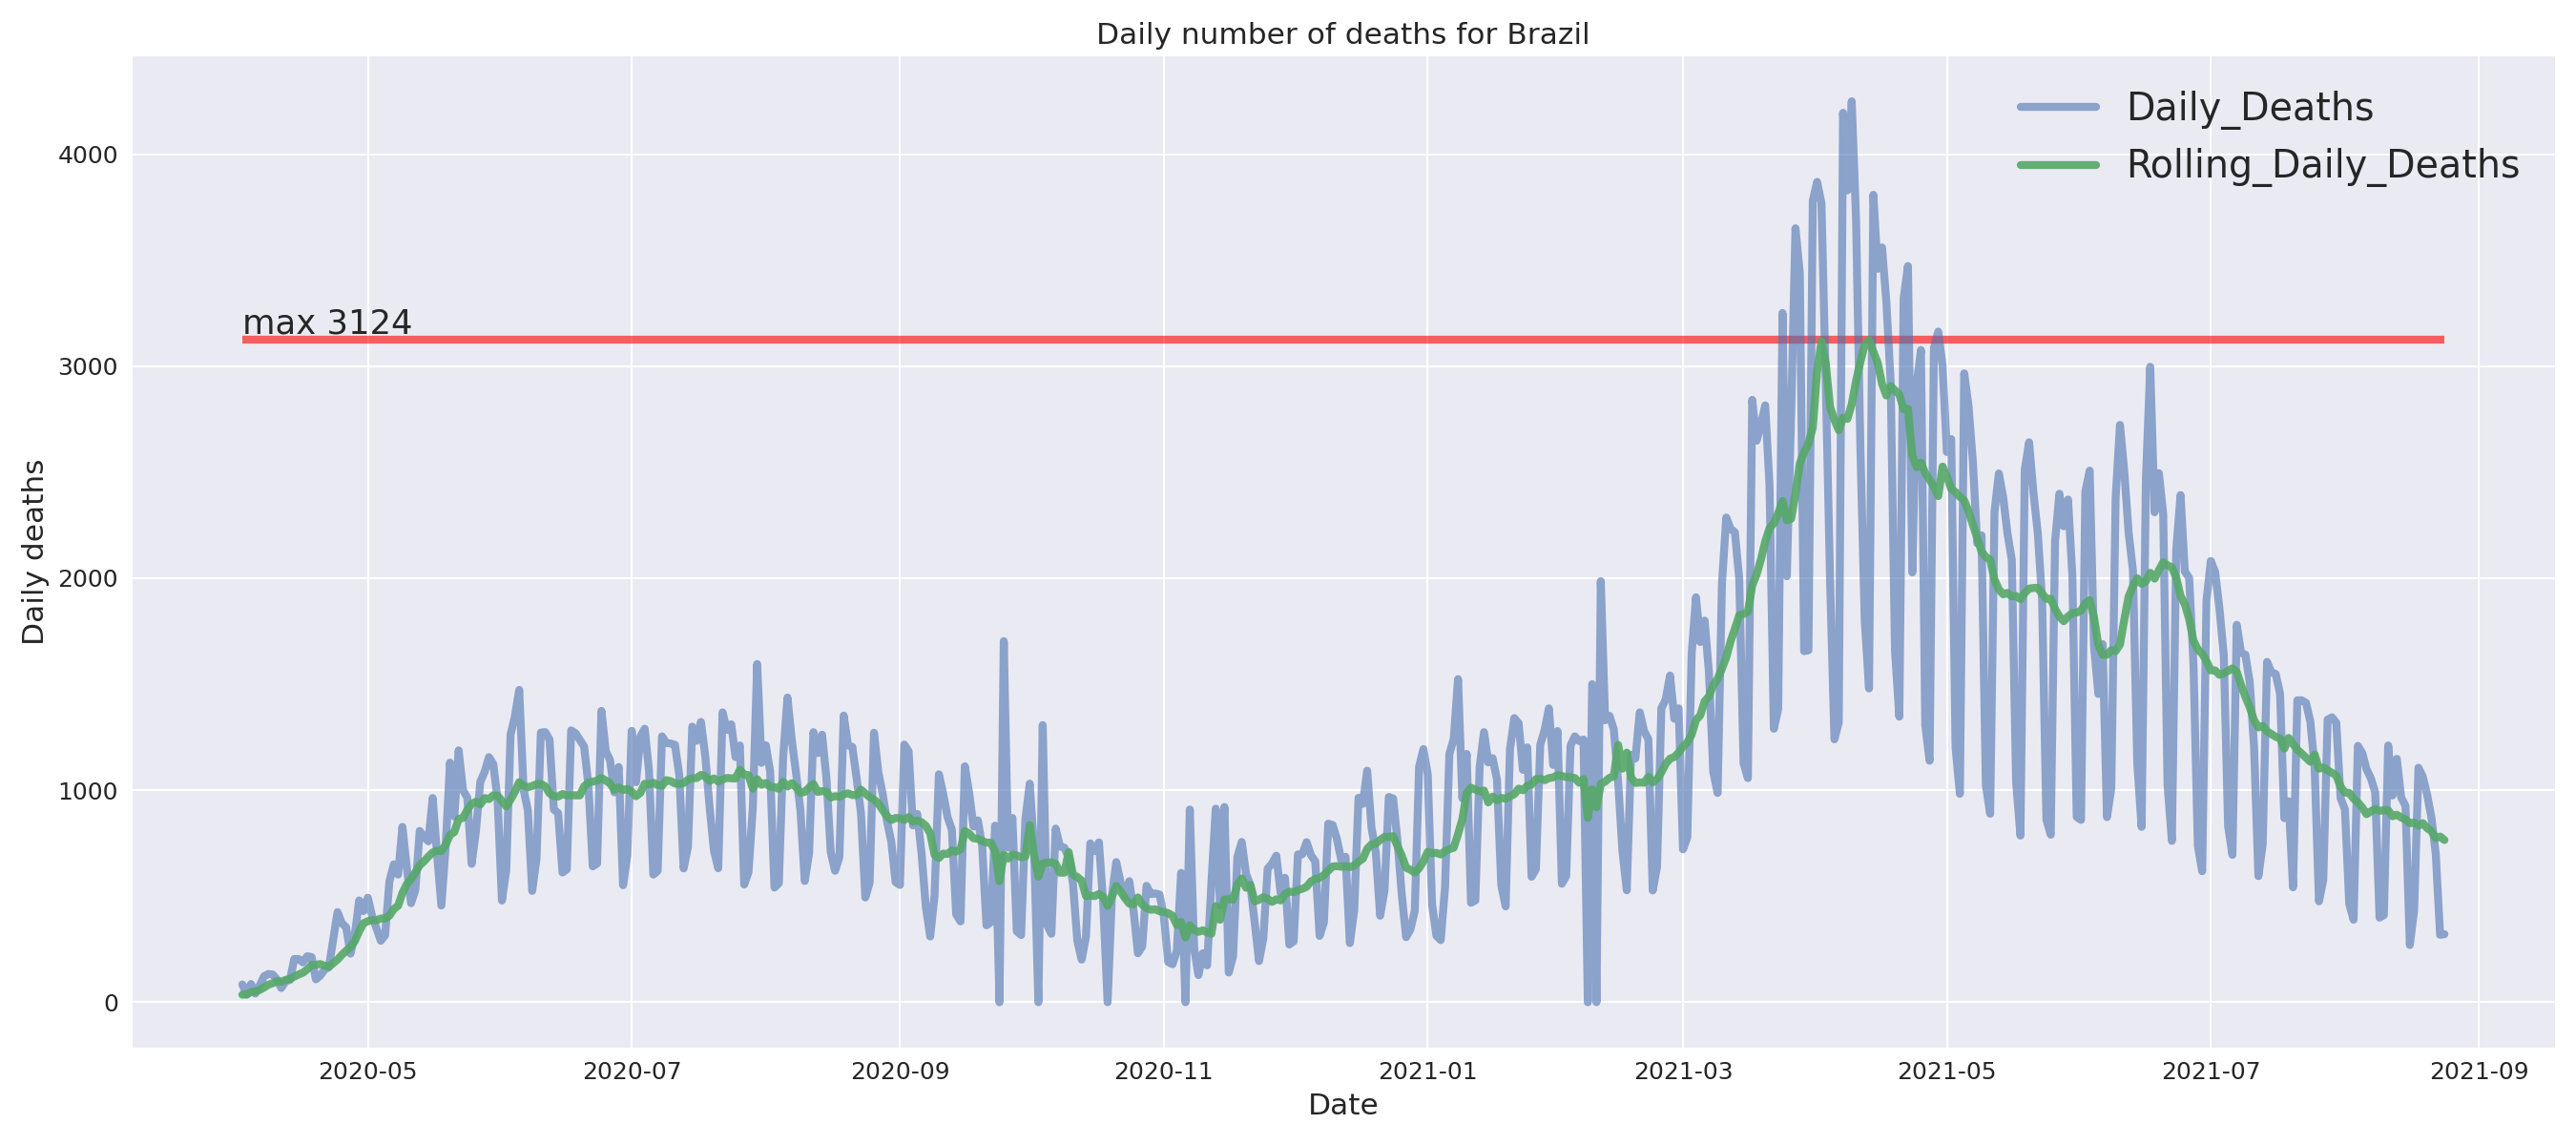 Daily number of deaths for Brazil
Daily_Deaths
Rolling_Daily_Deaths
max 3124
Daily deaths
4000
3000
2000
1000
0
2020-05
2020-07
2020-09
2020-11
2021-01
2021-03
2021-05
2021-07
2021-09
Date